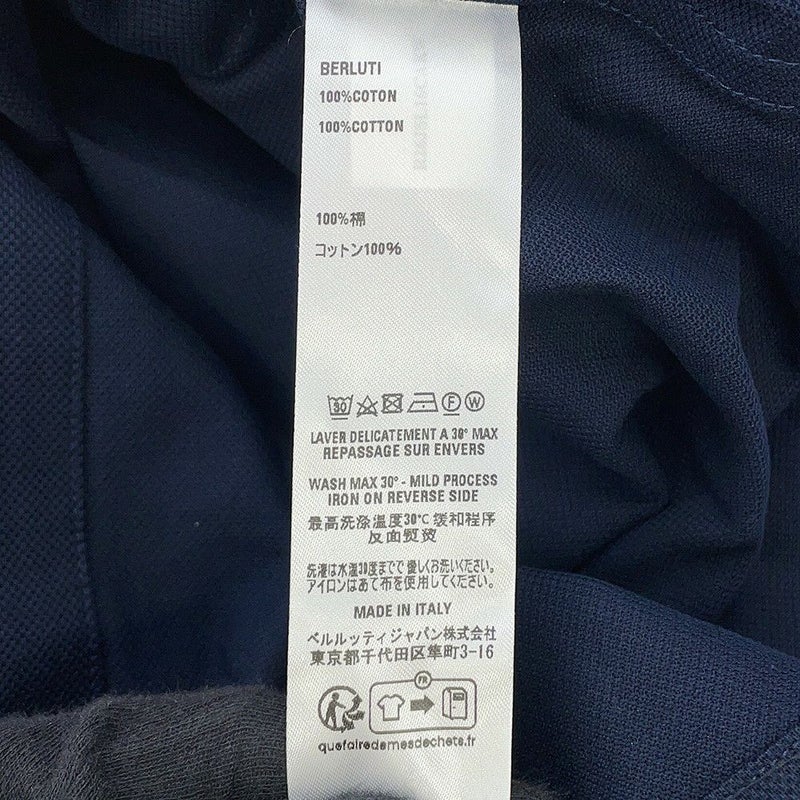 BERLUTI
100%COTON
100%COTTON
100%棉
コットン100%
30 F W
LAVER DELICATEMENT A 30° MAX
REPASSAGE SUR ENVERS
WASH MAX 30° - MILD PROCESS
IRON ON REVERSE SIDE
最高洗涤温度30℃ 缓和程序
反面熨烫
洗濯は水温30度までで 優しくお洗いください。
アイロンはあて布を使用してください。
MADE IN ITALY
ベルルッティジャパン株式会社
東京都千代田区隼町3-16
FR
quefairedemesdechets.fr